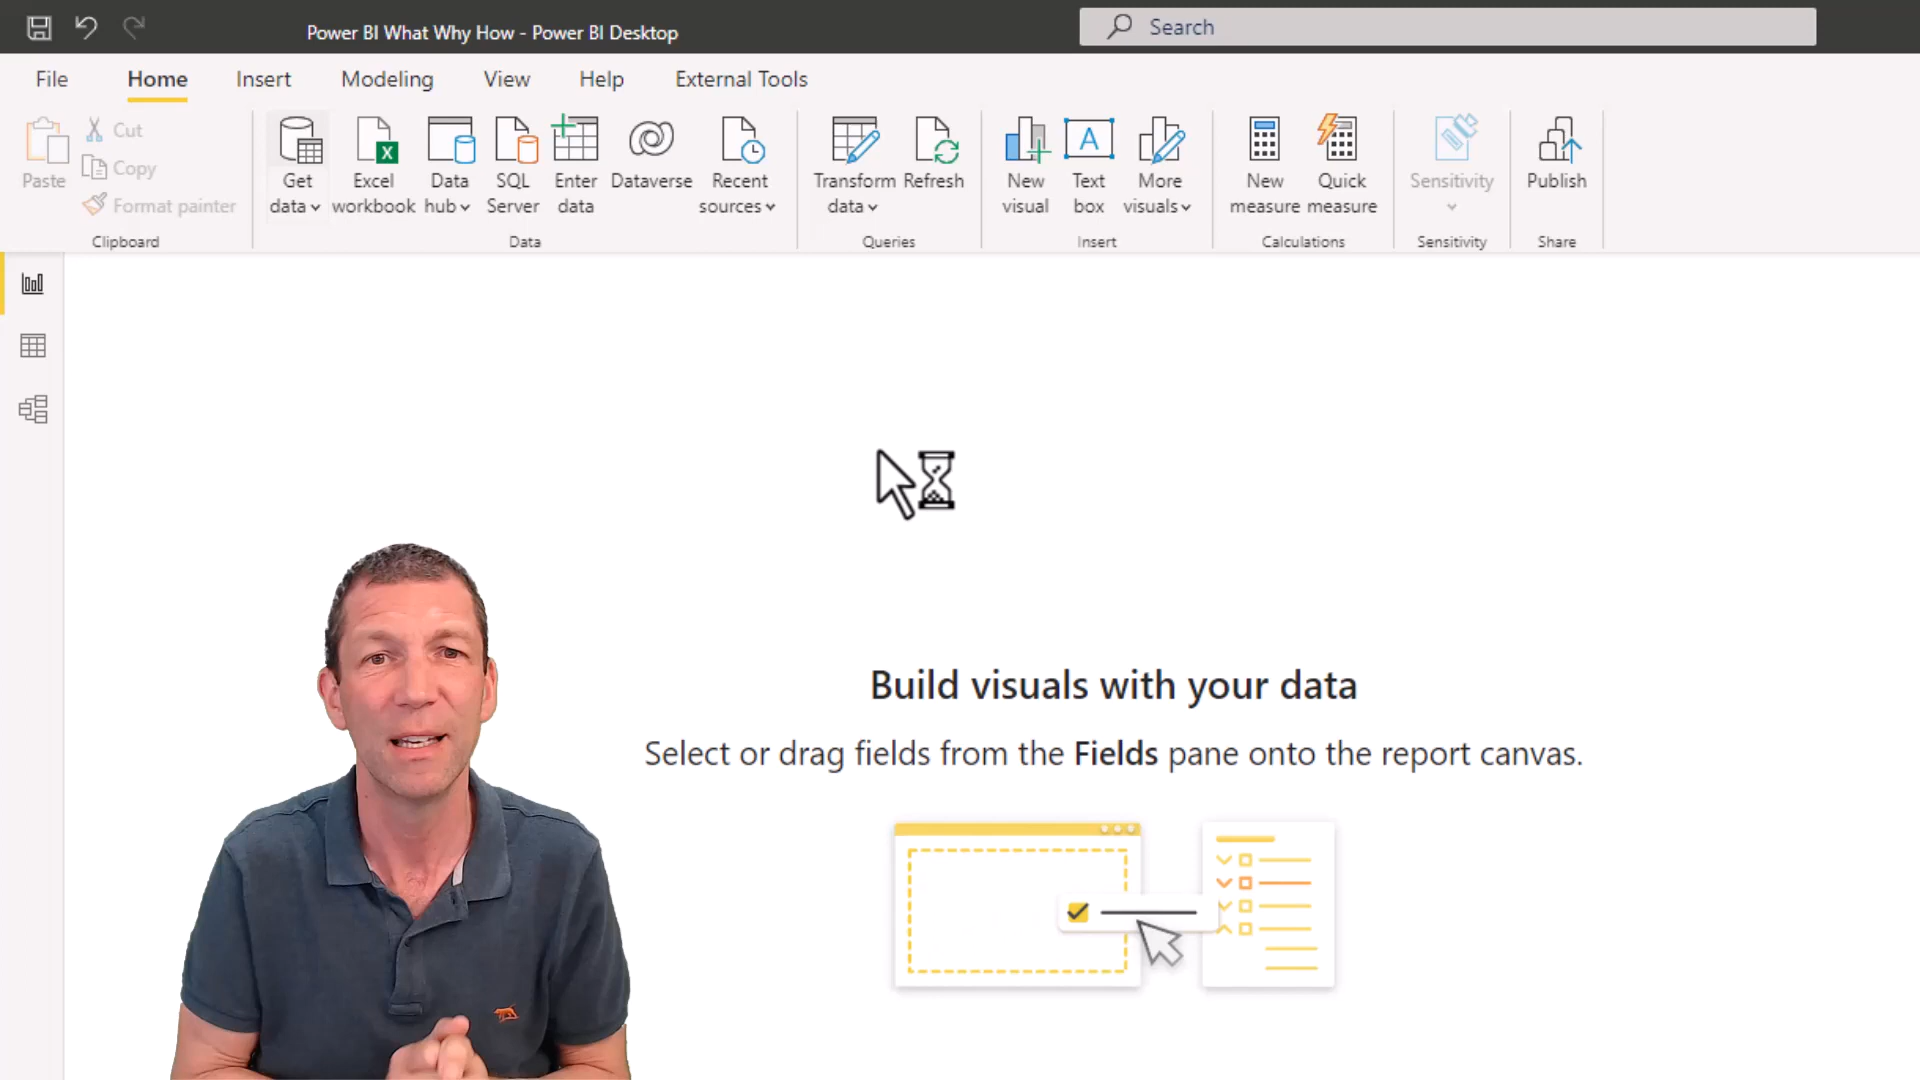 Power BI What Why How - Power BI Desktop
Search
File Home Insert Modeling View Help External Tools
Paste
Cut
Copy
Format painter
Clipboard
Get data
Excel workbook
Data hub
SQL Server
Enter data
Dataverse
Recent sources
Data
Transform data
Refresh
Queries
New visual
Text box
More visuals
Insert
New measure
Quick measure
Calculations
Sensitivity
Sensitivity
Publish
Share
Build visuals with your data
Select or drag fields from the Fields pane onto the report canvas.